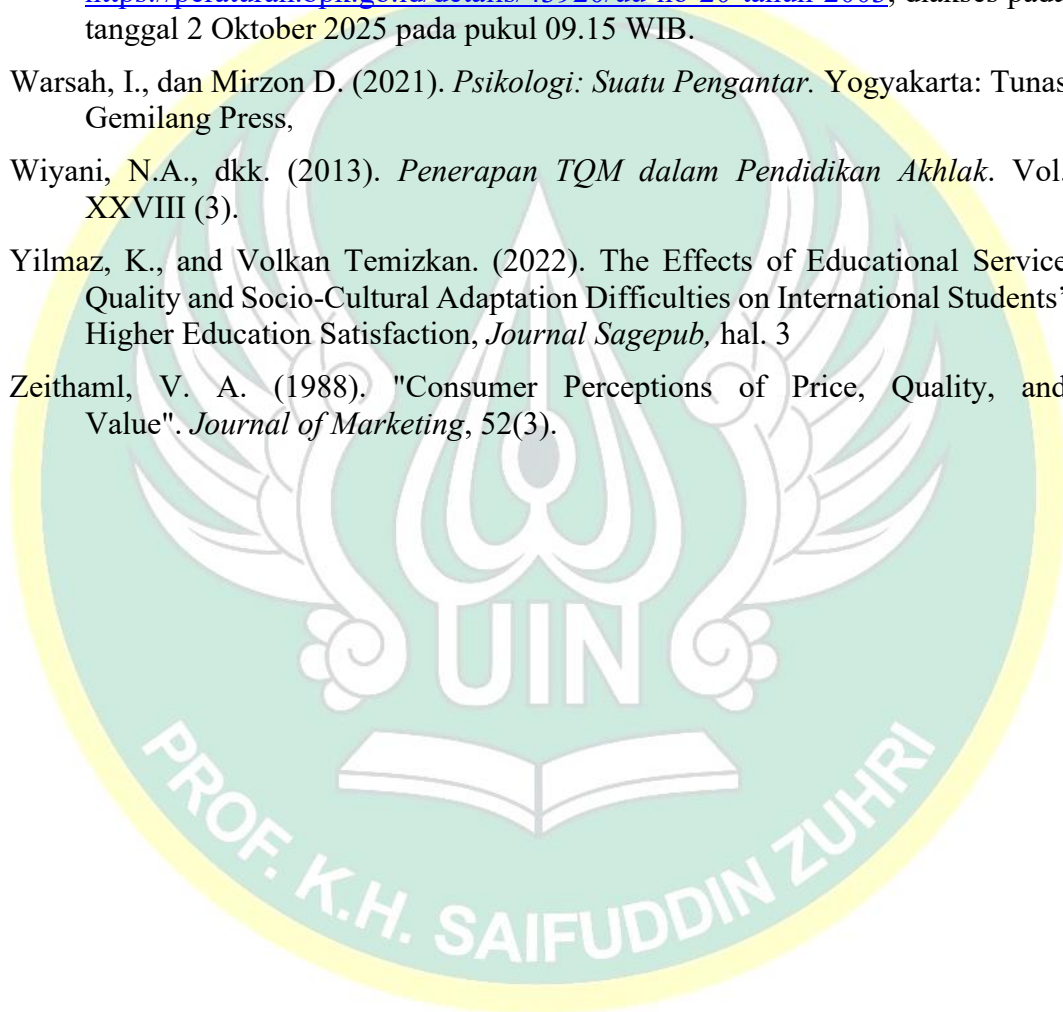 tanggal 2 Oktober 2025 pada pukul 09.15 WIB.
Warsah, I., dan Mirzon D. (2021). Psikologi: Suatu Pengantar. Yogyakarta: Tunas
Gemilang Press,
Wiyani, N.A., dkk. (2013). Penerapan TQM dalam Pendidikan Akhlak. Vol.
XXVIII (3).
Yilmaz, K., and Volkan Temizkan. (2022). The Effects of Educational Service
Quality and Socio-Cultural Adaptation Difficulties on International Students'
Higher Education Satisfaction, Journal Sagepub, hal. 3
Zeithaml, V. A. (1988). "Consumer Perceptions of Price, Quality, and
Value". Journal of Marketing, 52(3).
UIN
PROF. K.H. SAIFUDDIN ZUHRI